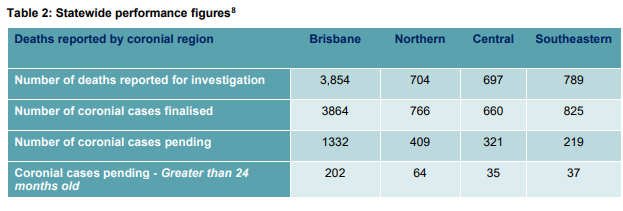 Table 2: Statewide performance figures8
Deaths reported by coronial region Brisbane Northern Central Southeastern
Number of deaths reported for investigation 3,854 704 697 789
Number of coronial cases finalised 3864 766 660 825
Number of coronial cases pending 1332 409 321 219
Coronial cases pending - Greater than 24 202 64 35 37
months old